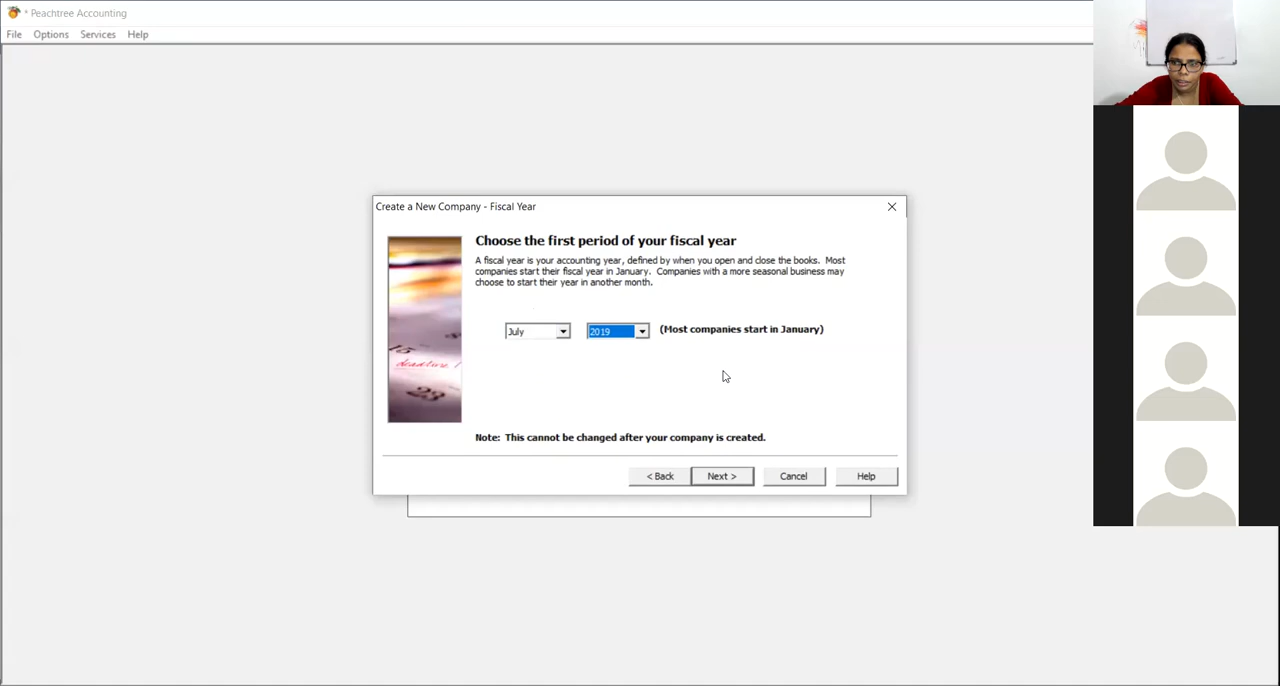 * Peachtree Accounting
File Options Services Help
Create a New Company - Fiscal Year
Choose the first period of your fiscal year
A fiscal year is your accounting year, defined by when you open and close the books. Most
companies start their fiscal year in January. Companies with a more seasonal business may
choose to start their year in another month.
July 2019 (Most companies start in January)
15
deadline!
23
Note: This cannot be changed after your company is created.
< Back Next > Cancel Help